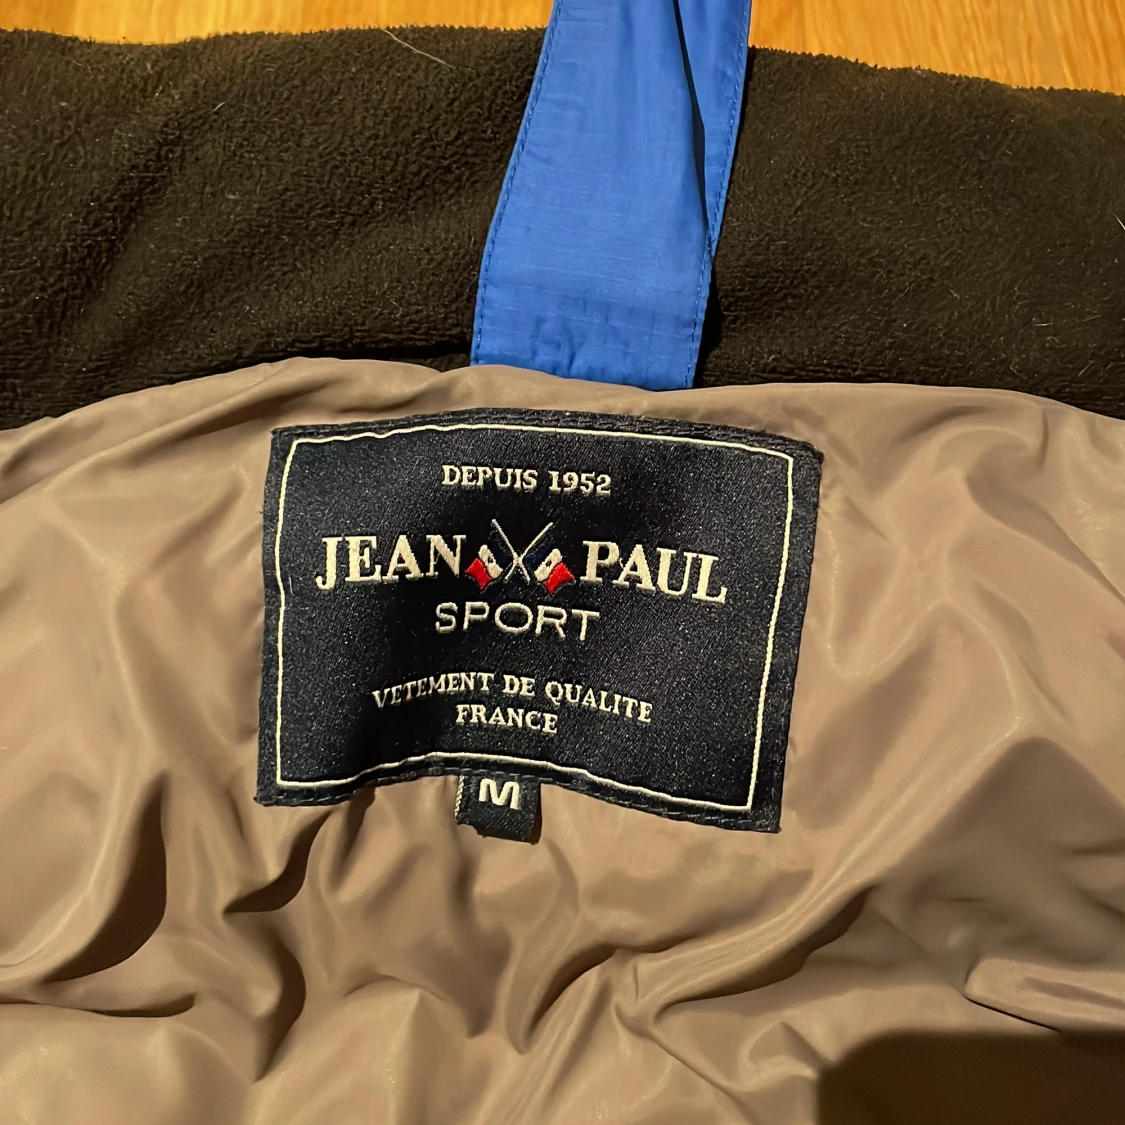 DEPUIS 1952
JEAN PAUL
SPORT
VETEMENT DE QUALITE
FRANCE
M